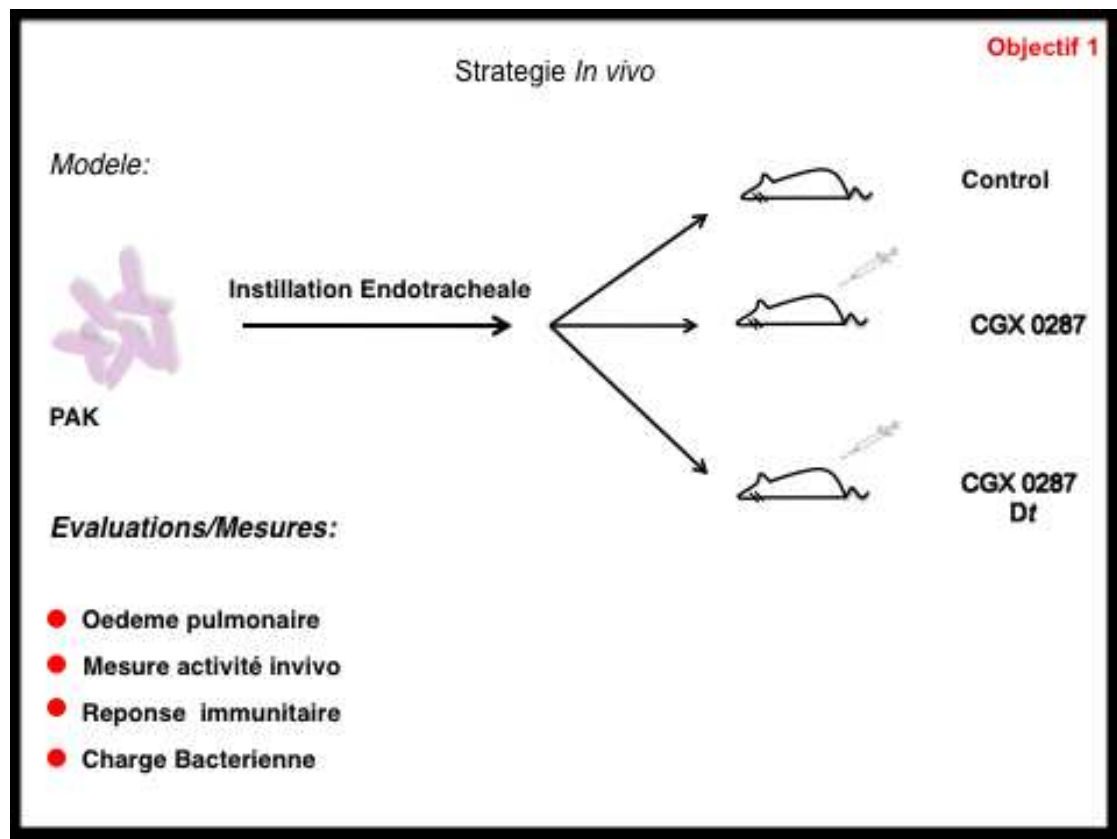 Objectif 1
Strategie In vivo
Modele:
Control
Instillation Endotracheale
CGX 0287
PAK
CGX 0287
Dt
Evaluations/Mesures:
Oedeme pulmonaire
Mesure activité invivo
Reponse immunitaire
Charge Bacterienne